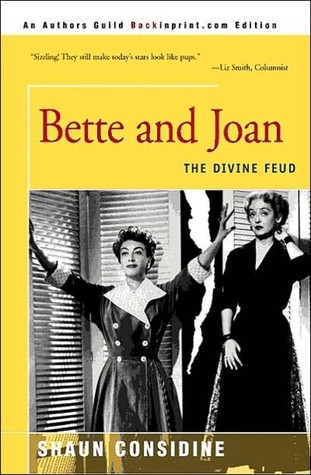 An Authors Guild Backinprint.com Edition
"Sizzling! They still make today's stars look like pups."
—Liz Smith, Columnist
Bette and Joan
THE DIVINE FEUD
SHAUN CONSIDINE